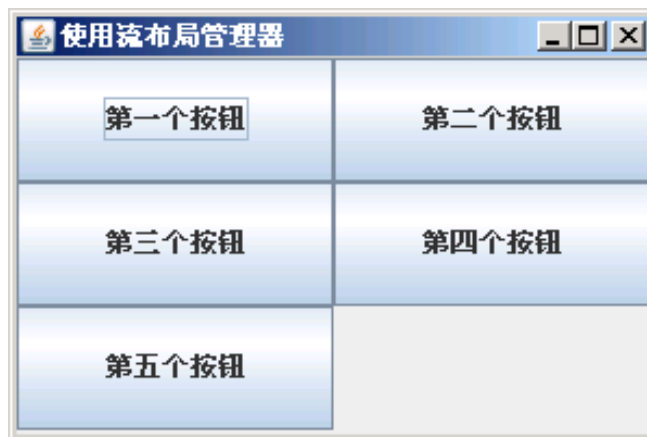 使用流布局管理器
第一个按钮
第二个按钮
第三个按钮
第四个按钮
第五个按钮